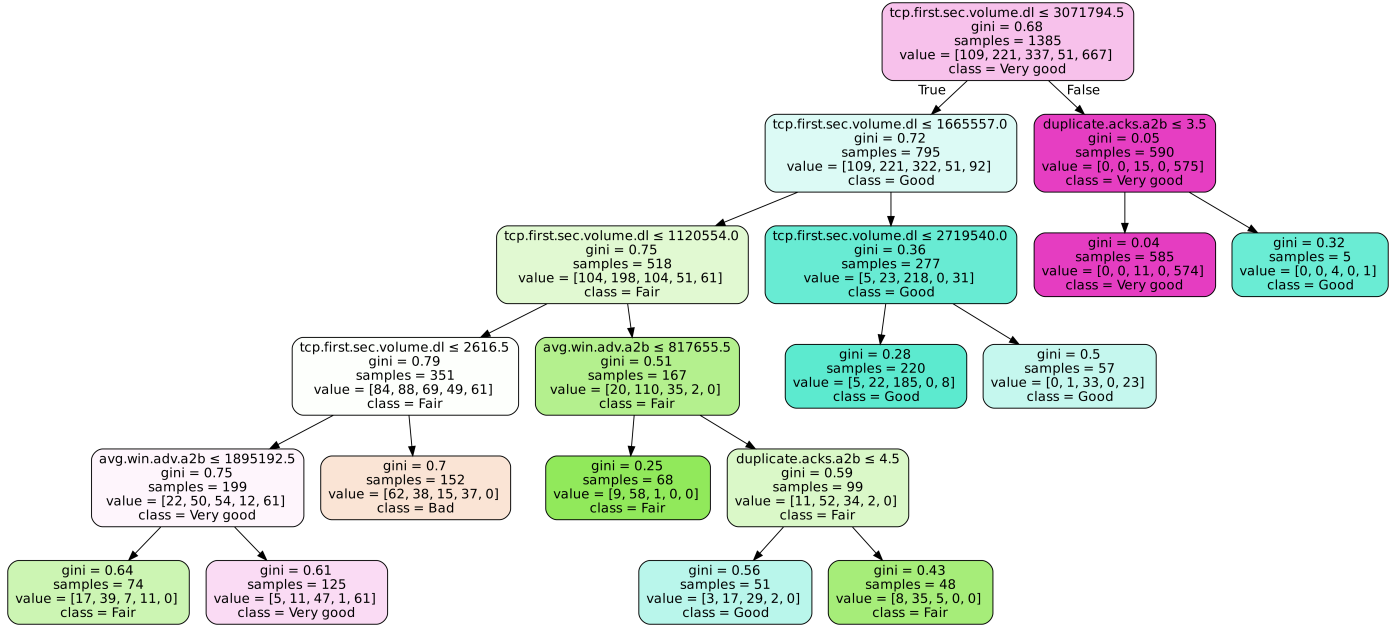 tcp.first.sec.volume.dl ≤ 3071794.5
gini = 0.68
samples = 1385
value = [109, 221, 337, 51, 667]
class = Very good
True
False
tcp.first.sec.volume.dl ≤ 1665557.0
gini = 0.72
samples = 795
value = [109, 221, 322, 51, 92]
class = Good
duplicate.acks.a2b ≤ 3.5
gini = 0.05
samples = 590
value = [0, 0, 15, 0, 575]
class = Very good
tcp.first.sec.volume.dl ≤ 1120554.0
gini = 0.75
samples = 518
value = [104, 198, 104, 51, 61]
class = Fair
tcp.first.sec.volume.dl ≤ 2719540.0
gini = 0.36
samples = 277
value = [5, 23, 218, 0, 31]
class = Good
gini = 0.04
samples = 585
value = [0, 0, 11, 0, 574]
class = Very good
gini = 0.32
samples = 5
value = [0, 0, 4, 0, 1]
class = Good
tcp.first.sec.volume.dl ≤ 2616.5
gini = 0.79
samples = 351
value = [84, 88, 69, 49, 61]
class = Fair
avg.win.adv.a2b ≤ 817655.5
gini = 0.51
samples = 167
value = [20, 110, 35, 2, 0]
class = Fair
gini = 0.28
samples = 220
value = [5, 22, 185, 0, 8]
class = Good
gini = 0.5
samples = 57
value = [0, 1, 33, 0, 23]
class = Good
avg.win.adv.a2b ≤ 1895192.5
gini = 0.75
samples = 199
value = [22, 50, 54, 12, 61]
class = Very good
gini = 0.7
samples = 152
value = [62, 38, 15, 37, 0]
class = Bad
gini = 0.25
samples = 68
value = [9, 58, 1, 0, 0]
class = Fair
duplicate.acks.a2b ≤ 4.5
gini = 0.59
samples = 99
value = [11, 52, 34, 2, 0]
class = Fair
gini = 0.64
samples = 74
value = [17, 39, 7, 11, 0]
class = Fair
gini = 0.61
samples = 125
value = [5, 11, 47, 1, 61]
class = Very good
gini = 0.56
samples = 51
value = [3, 17, 29, 2, 0]
class = Good
gini = 0.43
samples = 48
value = [8, 35, 5, 0, 0]
class = Fair